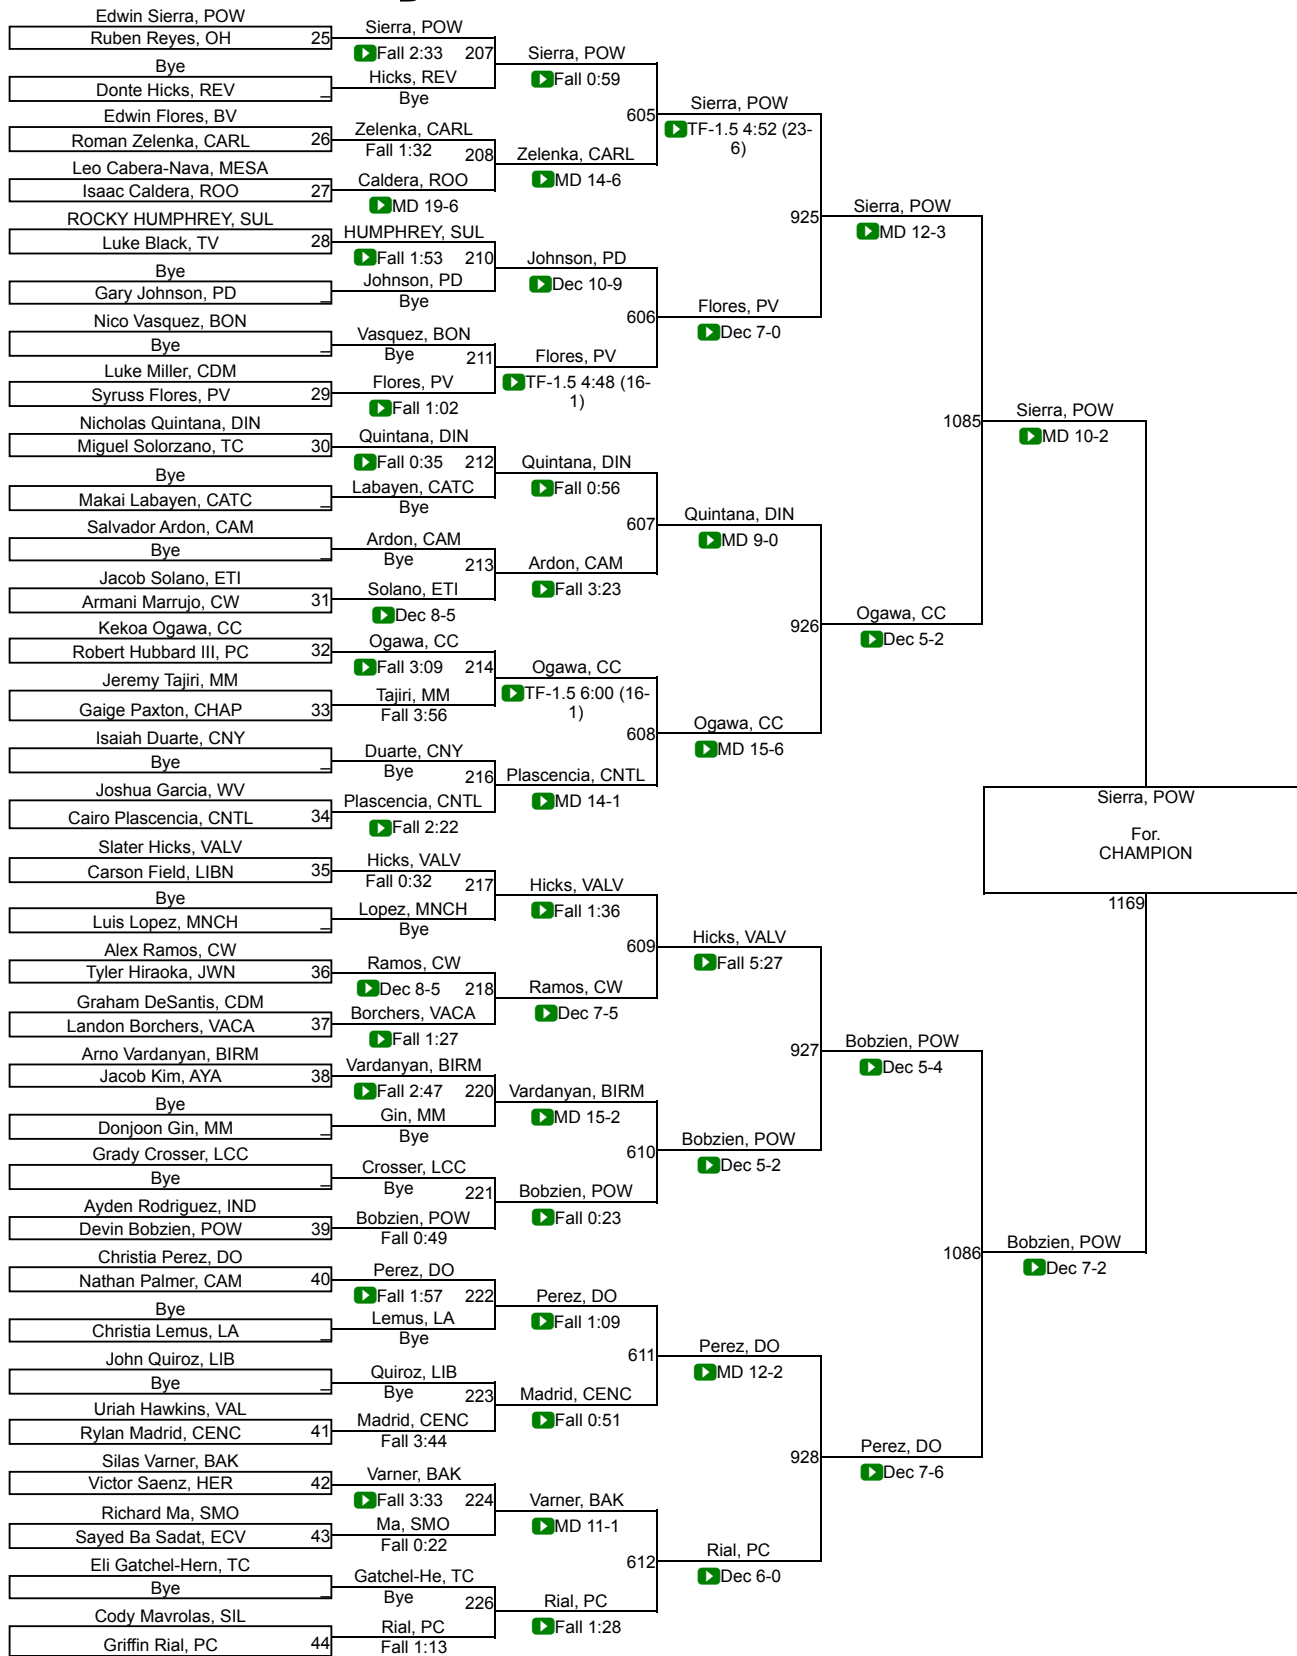 Edwin Sierra, POW
Ruben Reyes, OH 25
Bye
Donte Hicks, REV _
Edwin Flores, BV
Roman Zelenka, CARL 26
Leo Cabera-Nava, MESA
Isaac Caldera, ROO 27
ROCKY HUMPHREY, SUL
Luke Black, TV 28
Bye
Gary Johnson, PD _
Nico Vasquez, BON
Bye _
Luke Miller, CDM
Syruss Flores, PV 29
Nicholas Quintana, DIN
Miguel Solorzano, TC 30
Bye
Makai Labayen, CATC _
Salvador Ardon, CAM
Bye _
Jacob Solano, ETI
Armani Marrujo, CW 31
Kekoa Ogawa, CC
Robert Hubbard III, PC 32
Jeremy Tajiri, MM
Gaige Paxton, CHAP 33
Isaiah Duarte, CNY
Bye _
Joshua Garcia, WV
Cairo Plascencia, CNTL 34
Slater Hicks, VALV
Carson Field, LIBN 35
Bye
Luis Lopez, MNCH _
Alex Ramos, CW
Tyler Hiraoka, JWN 36
Graham DeSantis, CDM
Landon Borchers, VACA 37
Arno Vardanyan, BIRM
Jacob Kim, AYA 38
Bye
Donjoon Gin, MM _
Grady Crosser, LCC
Bye _
Ayden Rodriguez, IND
Devin Bobzien, POW 39
Christia Perez, DO
Nathan Palmer, CAM 40
Bye
Christia Lemus, LA _
John Quiroz, LIB
Bye _
Uriah Hawkins, VAL
Rylan Madrid, CENC 41
Silas Varner, BAK
Victor Saenz, HER 42
Richard Ma, SMO
Sayed Ba Sadat, ECV 43
Eli Gatchel-Hern, TC
Bye _
Cody Mavrolas, SIL
Griffin Rial, PC 44
Sierra, POW
Fall 2:33 207
Hicks, REV
Bye
Zelenka, CARL
Fall 1:32 208
Caldera, ROO
MD 19-6
HUMPHREY, SUL
Fall 1:53 210
Johnson, PD
Bye
Vasquez, BON
Bye 211
Flores, PV
Fall 1:02
Quintana, DIN
Fall 0:35 212
Labayen, CATC
Bye
Ardon, CAM
Bye 213
Solano, ETI
Dec 8-5
Ogawa, CC
Fall 3:09 214
Tajiri, MM
Fall 3:56
Duarte, CNY
Bye 216
Plascencia, CNTL
Fall 2:22
Hicks, VALV
Fall 0:32 217
Lopez, MNCH
Bye
Ramos, CW
Dec 8-5 218
Borchers, VACA
Fall 1:27
Vardanyan, BIRM
Fall 2:47 220
Gin, MM
Bye
Crosser, LCC
Bye 221
Bobzien, POW
Fall 0:49
Perez, DO
Fall 1:57 222
Lemus, LA
Bye
Quiroz, LIB
Bye 223
Madrid, CENC
Fall 3:44
Varner, BAK
Fall 3:33 224
Ma, SMO
Fall 0:22
Gatchel-He, TC
Bye 226
Rial, PC
Fall 1:13
Sierra, POW
Fall 0:59
605
Zelenka, CARL
MD 14-6
Johnson, PD
Dec 10-9
606
Flores, PV
TF-1.5 4:48 (16-
1)
Quintana, DIN
Fall 0:56
607
Ardon, CAM
Fall 3:23
Ogawa, CC
TF-1.5 6:00 (16-
1)
608
Plascencia, CNTL
MD 14-1
Hicks, VALV
Fall 1:36
609
Ramos, CW
Dec 7-5
Vardanyan, BIRM
MD 15-2
610
Bobzien, POW
Fall 0:23
Perez, DO
Fall 1:09
611
Madrid, CENC
Fall 0:51
Varner, BAK
MD 11-1
612
Rial, PC
Fall 1:28
Sierra, POW
TF-1.5 4:52 (23-
6)
925
Flores, PV
Dec 7-0
Quintana, DIN
MD 9-0
926
Ogawa, CC
MD 15-6
Hicks, VALV
Fall 5:27
927
Bobzien, POW
Dec 5-2
Perez, DO
MD 12-2
928
Rial, PC
Dec 6-0
Sierra, POW
MD 12-3
1085
Ogawa, CC
Dec 5-2
Bobzien, POW
Dec 5-4
1086
Perez, DO
Dec 7-6
Sierra, POW
MD 10-2
Bobzien, POW
Dec 7-2
Sierra, POW
For.
CHAMPION
1169